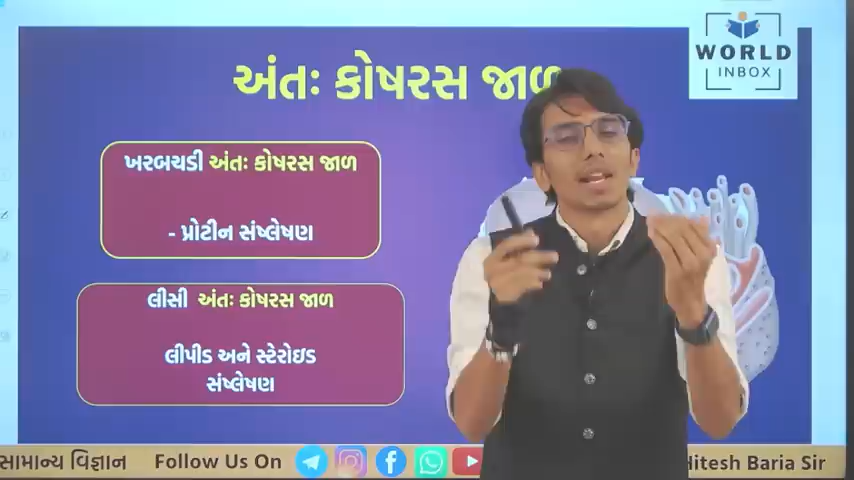 અંતઃ કોષરસ જાળ
WORLD
INBOX
ખરબચડી અંતઃ કોષરસ જાળ
- પ્રોટીન સંષ્લેષણ
લીસી અંતઃ કોષરસ જાળ
લીપીડ અને સ્ટેરોઇડ
સંષ્લેષણ
સામાન્ય વિજ્ઞાન Follow Us On Hitesh Baria Sir